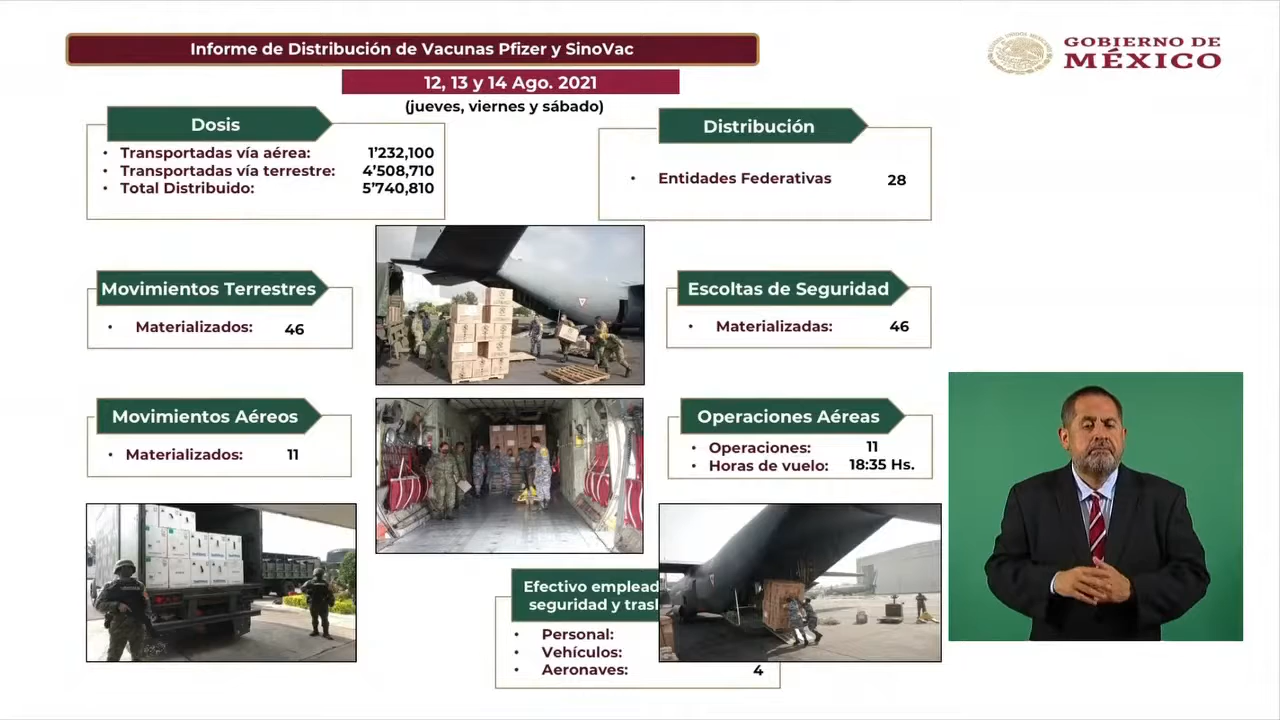 Informe de Distribución de Vacunas Pfizer y SinoVac
GOBIERNO DE
MÉXICO
12, 13 y 14 Ago. 2021
(jueves, viernes y sábado)
Dosis
• Transportadas vía aérea: 1’232,100
• Transportadas vía terrestre: 4’508,710
• Total Distribuido: 5’740,810
Distribución
• Entidades Federativas 28
Movimientos Terrestres
• Materializados: 46
Escoltas de Seguridad
• Materializadas: 46
Movimientos Aéreos
• Materializados: 11
Operaciones Aéreas
• Operaciones: 11
• Horas de vuelo: 18:35 Hs.
Efectivo
seguridad y
• Personal:
• Vehículos:
• Aeronaves: 4